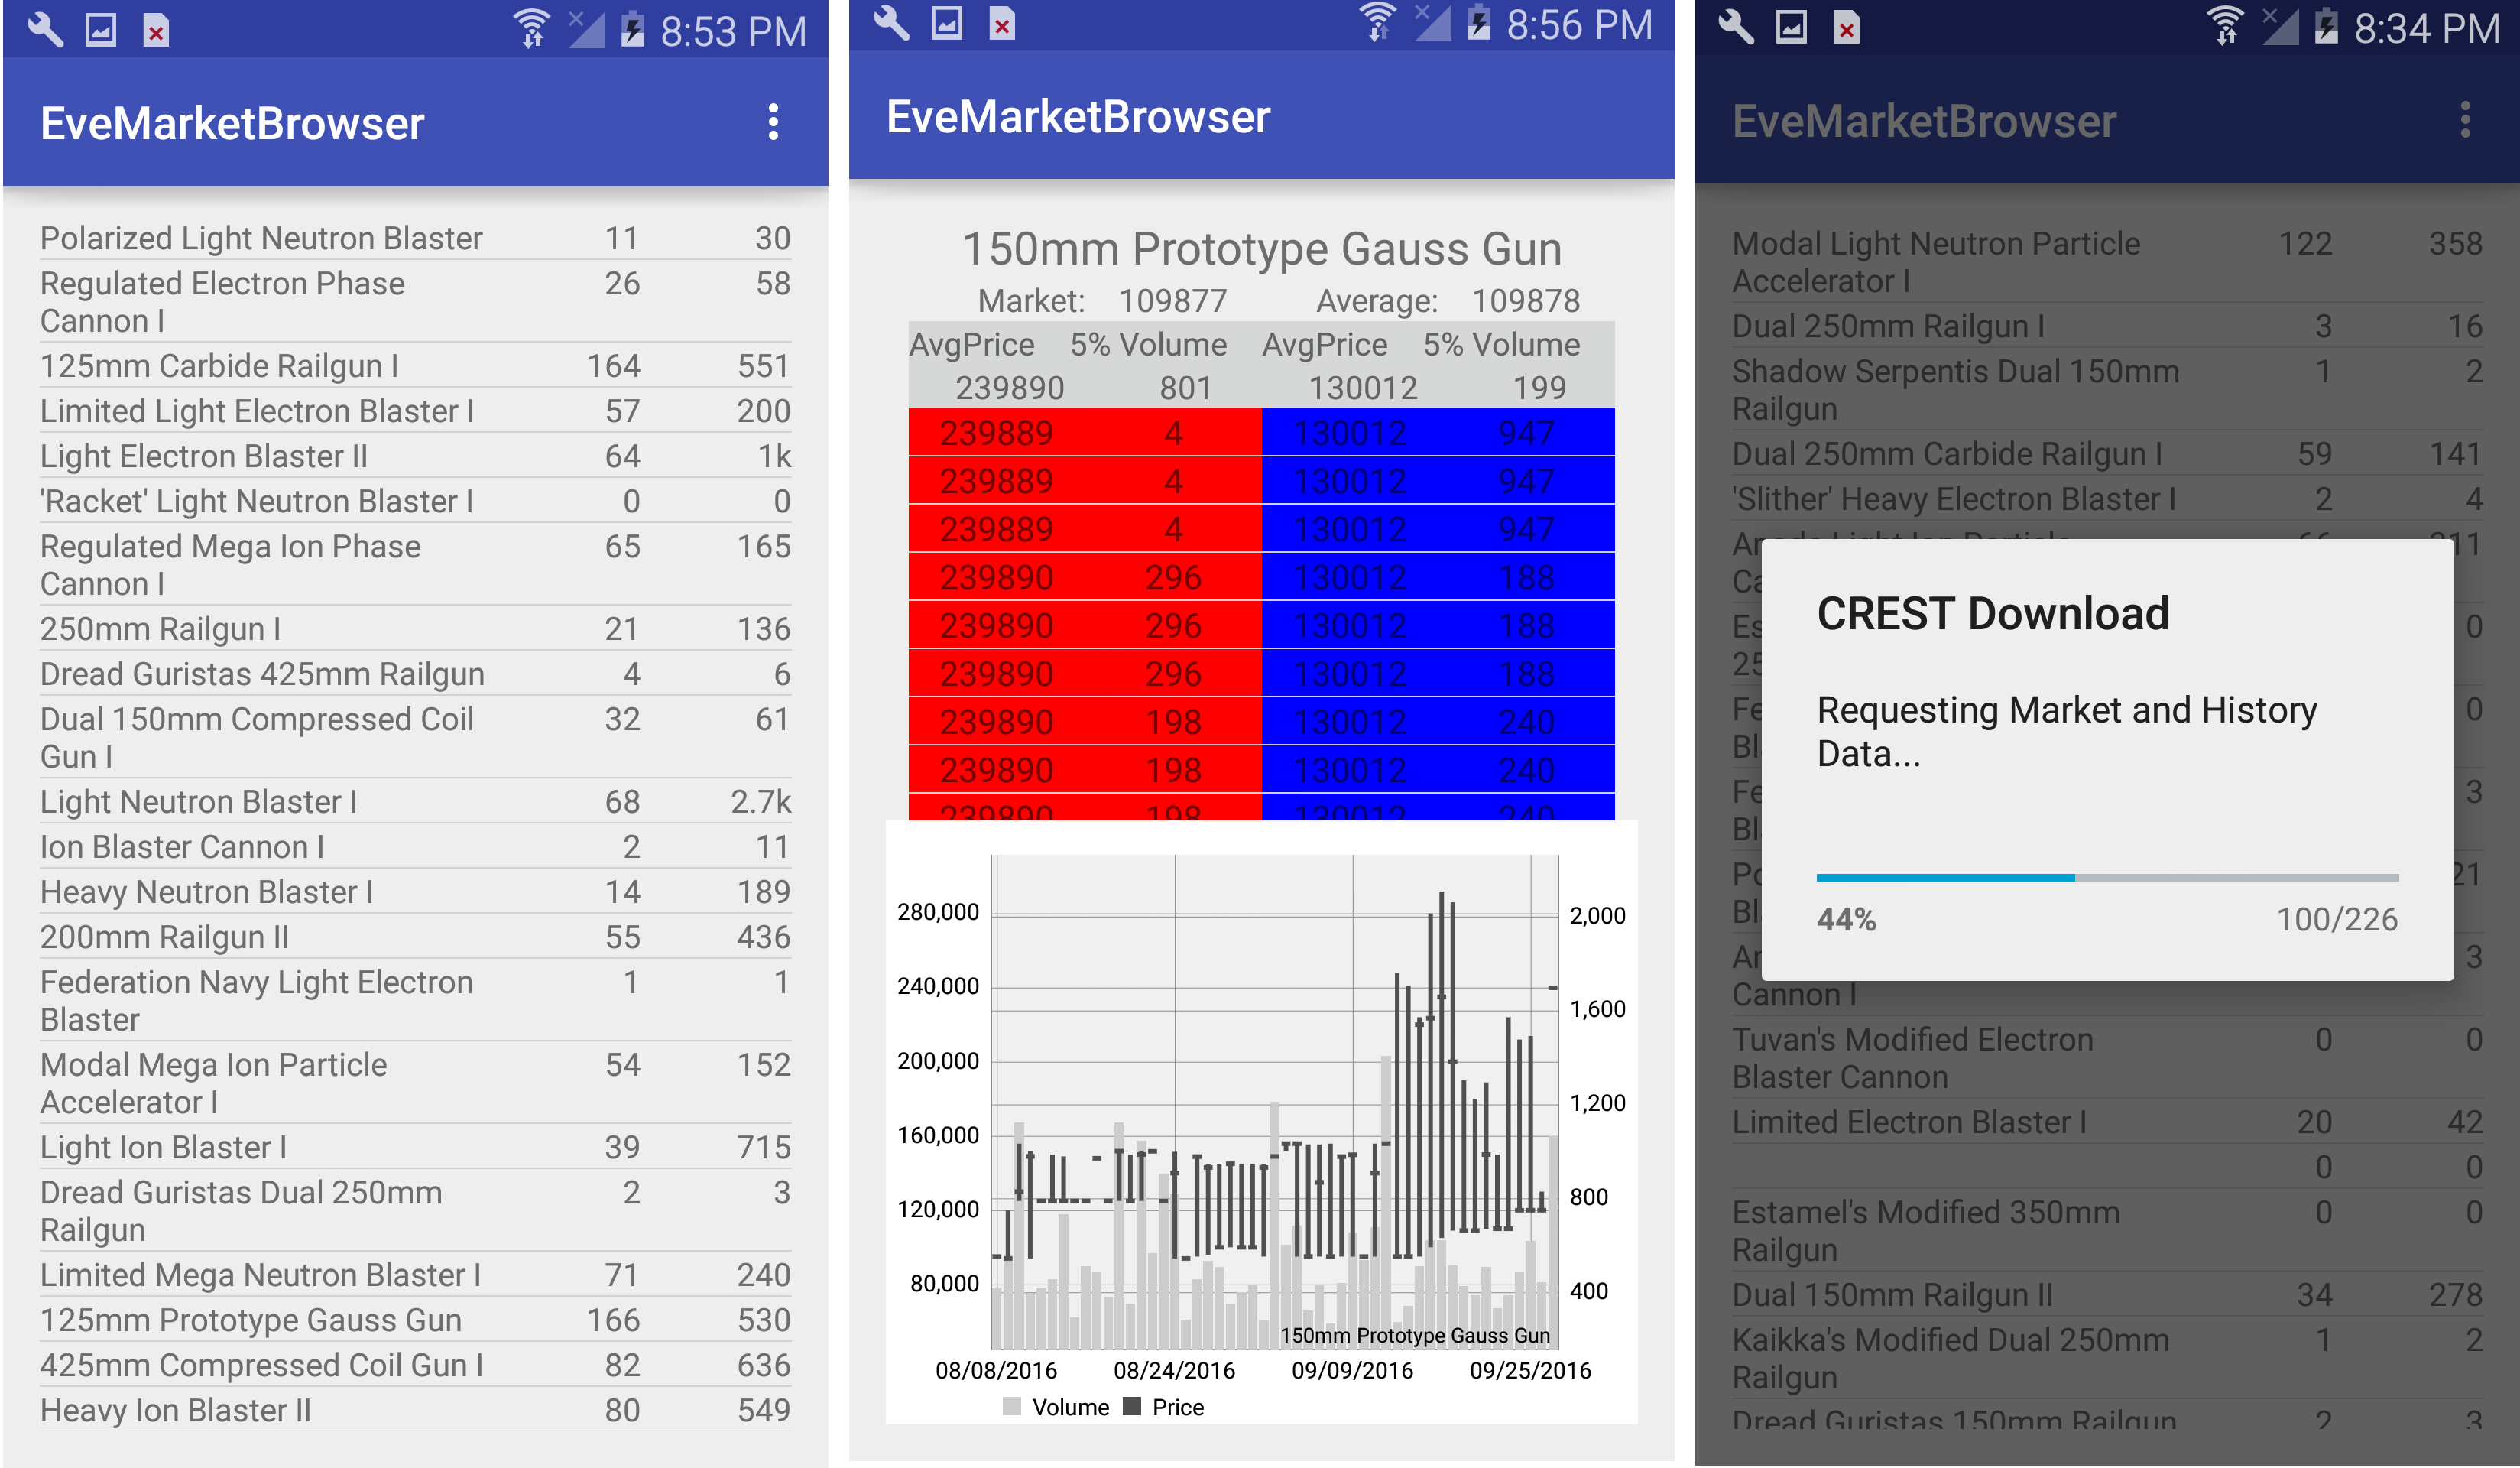 8:53 PM
EveMarketBrowser
Polarized Light Neutron Blaster 11 30
Regulated Electron Phase 26 58
Cannon I
125mm Carbide Railgun I 164 551
Limited Light Electron Blaster I 57 200
Light Electron Blaster II 64 1k
'Racket' Light Neutron Blaster I 0 0
Regulated Mega Ion Phase 65 165
Cannon I
250mm Railgun I 21 136
Dread Guristas 425mm Railgun 4 6
Dual 150mm Compressed Coil 32 61
Gun I
Light Neutron Blaster I 68 2.7k
Ion Blaster Cannon I 2 11
Heavy Neutron Blaster I 14 189
200mm Railgun II 55 436
Federation Navy Light Electron 1 1
Blaster
Modal Mega Ion Particle 54 152
Accelerator I
Light Ion Blaster I 39 715
Dread Guristas Dual 250mm 2 3
Railgun
Limited Mega Neutron Blaster I 71 240
125mm Prototype Gauss Gun 166 530
425mm Compressed Coil Gun I 82 636
Heavy Ion Blaster II 80 549
8:56 PM
EveMarketBrowser
150mm Prototype Gauss Gun
Market: 109877 Average: 109878
AvgPrice 5% Volume AvgPrice 5% Volume
239890 801 130012 199
239889 4 130012 947
239889 4 130012 947
239889 4 130012 947
239890 296 130012 188
239890 296 130012 188
239890 296 130012 188
239890 198 130012 240
239890 198 130012 240
239890 198 130012 240
280,000 2,000
240,000 1,600
200,000
1,200
160,000
120,000 800
80,000 400
150mm Prototype Gauss Gun
08/08/2016 08/24/2016 09/09/2016 09/25/2016
Volume Price
8:34 PM
EveMarketBrowser
Modal Light Neutron Particle 122 358
Accelerator I
Dual 250mm Railgun I 3 16
Shadow Serpentis Dual 150mm 1 2
Railgun
Dual 250mm Carbide Railgun I 59 141
'Slither' Heavy Electron Blaster I 2 4
CREST Download
Requesting Market and History
Data...
44% 100/226
0
0
3
3
Cannon I
Tuvan's Modified Electron 0 0
Blaster Cannon
Limited Electron Blaster I 20 42
0 0
Estamel's Modified 350mm 0 0
Railgun
Dual 150mm Railgun II 34 278
Kaikka's Modified Dual 250mm 1 2
Railgun
Dread Guristas 150mm Railgun 2 3